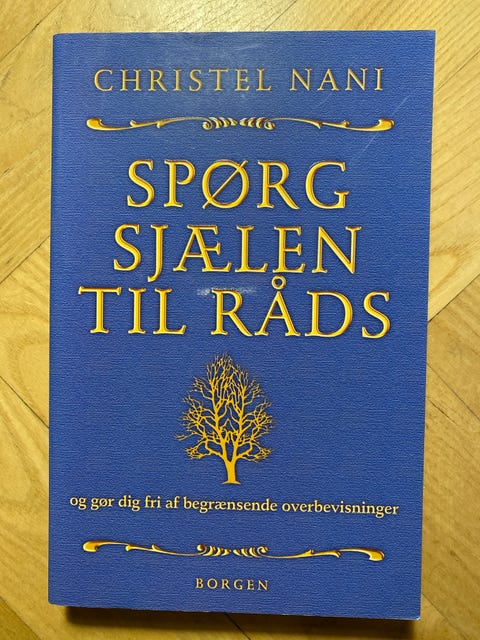 CHRISTEL NANI
SPØRG
SJÆLEN
TIL RÅDS
og gør dig fri af begrænsende overbevisninger
BORGEN